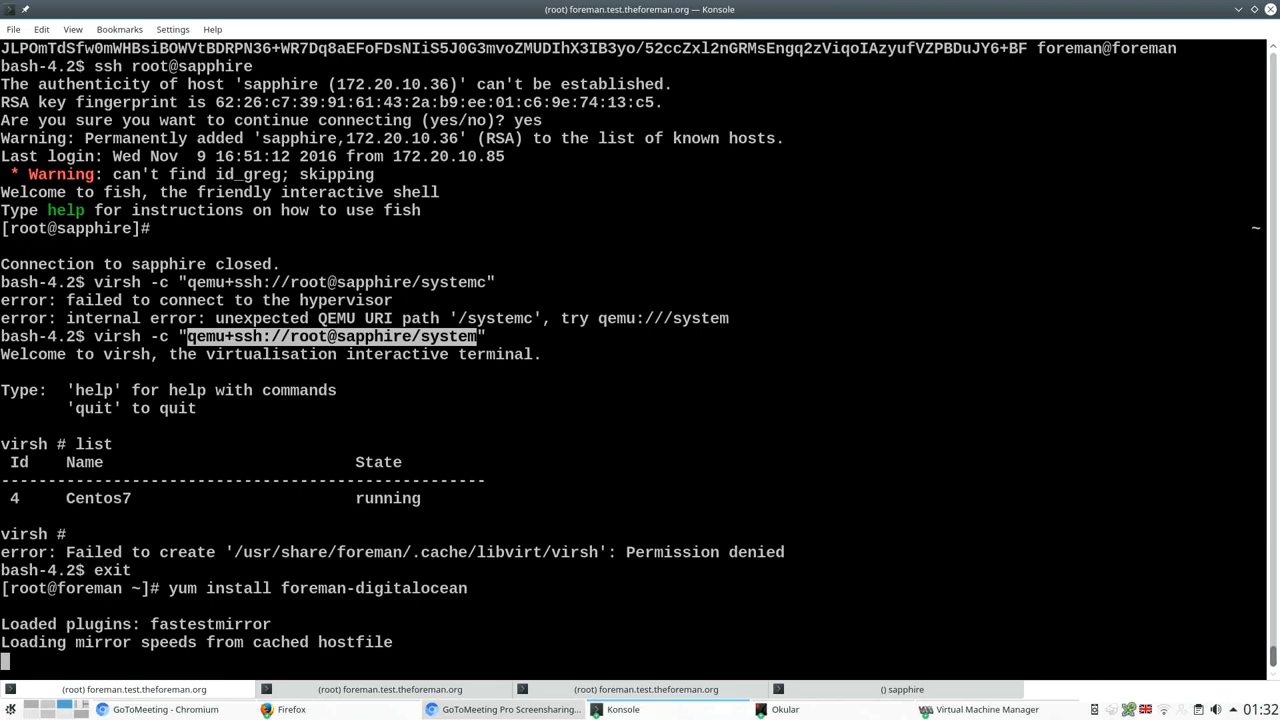 (root) foreman.test.theforeman.org — Konsole
File Edit View Bookmarks Settings Help
JLPOmTdSfw0mWHBsiBOWVtBDRPN36+WR7Dq8aEFoFDsNIiS5J0G3mvoZMUDIhX3IB3yo/52ccZxl2nGRMsEngq2zViqoIAzyufVZPBDuJY6+BF foreman@foreman
bash-4.2$ ssh root@sapphire
The authenticity of host 'sapphire (172.20.10.36)' can't be established.
RSA key fingerprint is 62:26:c7:39:91:61:43:2a:b9:ee:01:c6:9e:74:13:c5.
Are you sure you want to continue connecting (yes/no)? yes
Warning: Permanently added 'sapphire,172.20.10.36' (RSA) to the list of known hosts.
Last login: Wed Nov  9 16:51:12 2016 from 172.20.10.85
 * Warning: can't find id_greg; skipping
Welcome to fish, the friendly interactive shell
Type help for instructions on how to use fish
[root@sapphire]# ~
Connection to sapphire closed.
bash-4.2$ virsh -c "qemu+ssh://root@sapphire/systemc"
error: failed to connect to the hypervisor
error: internal error: unexpected QEMU URI path '/systemc', try qemu:///system
bash-4.2$ virsh -c "qemu+ssh://root@sapphire/system"
Welcome to virsh, the virtualisation interactive terminal.
Type:  'help' for help with commands
       'quit' to quit
virsh # list
 Id    Name                           State
----------------------------------------------------
 4     Centos7                        running
virsh #
error: Failed to create '/usr/share/foreman/.cache/libvirt/virsh': Permission denied
bash-4.2$ exit
[root@foreman ~]# yum install foreman-digitalocean
Loaded plugins: fastestmirror
Loading mirror speeds from cached hostfile
(root) foreman.test.theforeman.org (root) foreman.test.theforeman.org (root) foreman.test.theforeman.org () sapphire
GoToMeeting - Chromium Firefox GoToMeeting Pro Screensharing... Konsole Okular Virtual Machine Manager 01:32